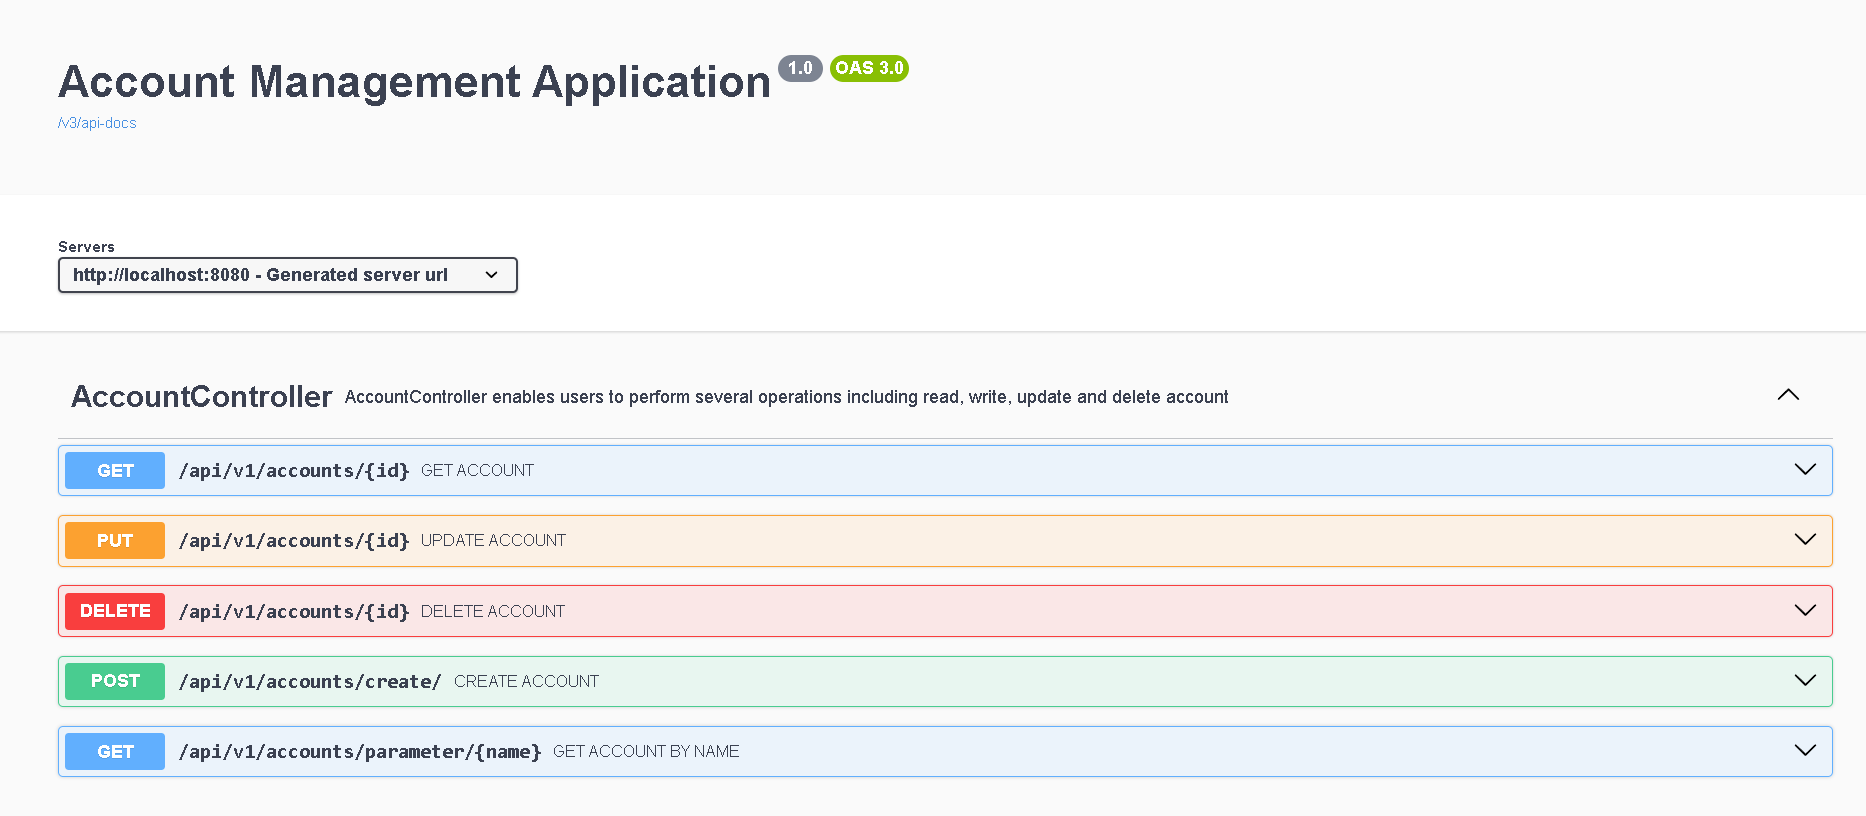 Account Management Application 1.0 OAS 3.0
/v3/api-docs
Servers
http://localhost:8080 - Generated server url
AccountController AccountController enables users to perform several operations including read, write, update and delete account
GET /api/v1/accounts/{id} GET ACCOUNT
PUT /api/v1/accounts/{id} UPDATE ACCOUNT
DELETE /api/v1/accounts/{id} DELETE ACCOUNT
POST /api/v1/accounts/create/ CREATE ACCOUNT
GET /api/v1/accounts/parameter/{name} GET ACCOUNT BY NAME